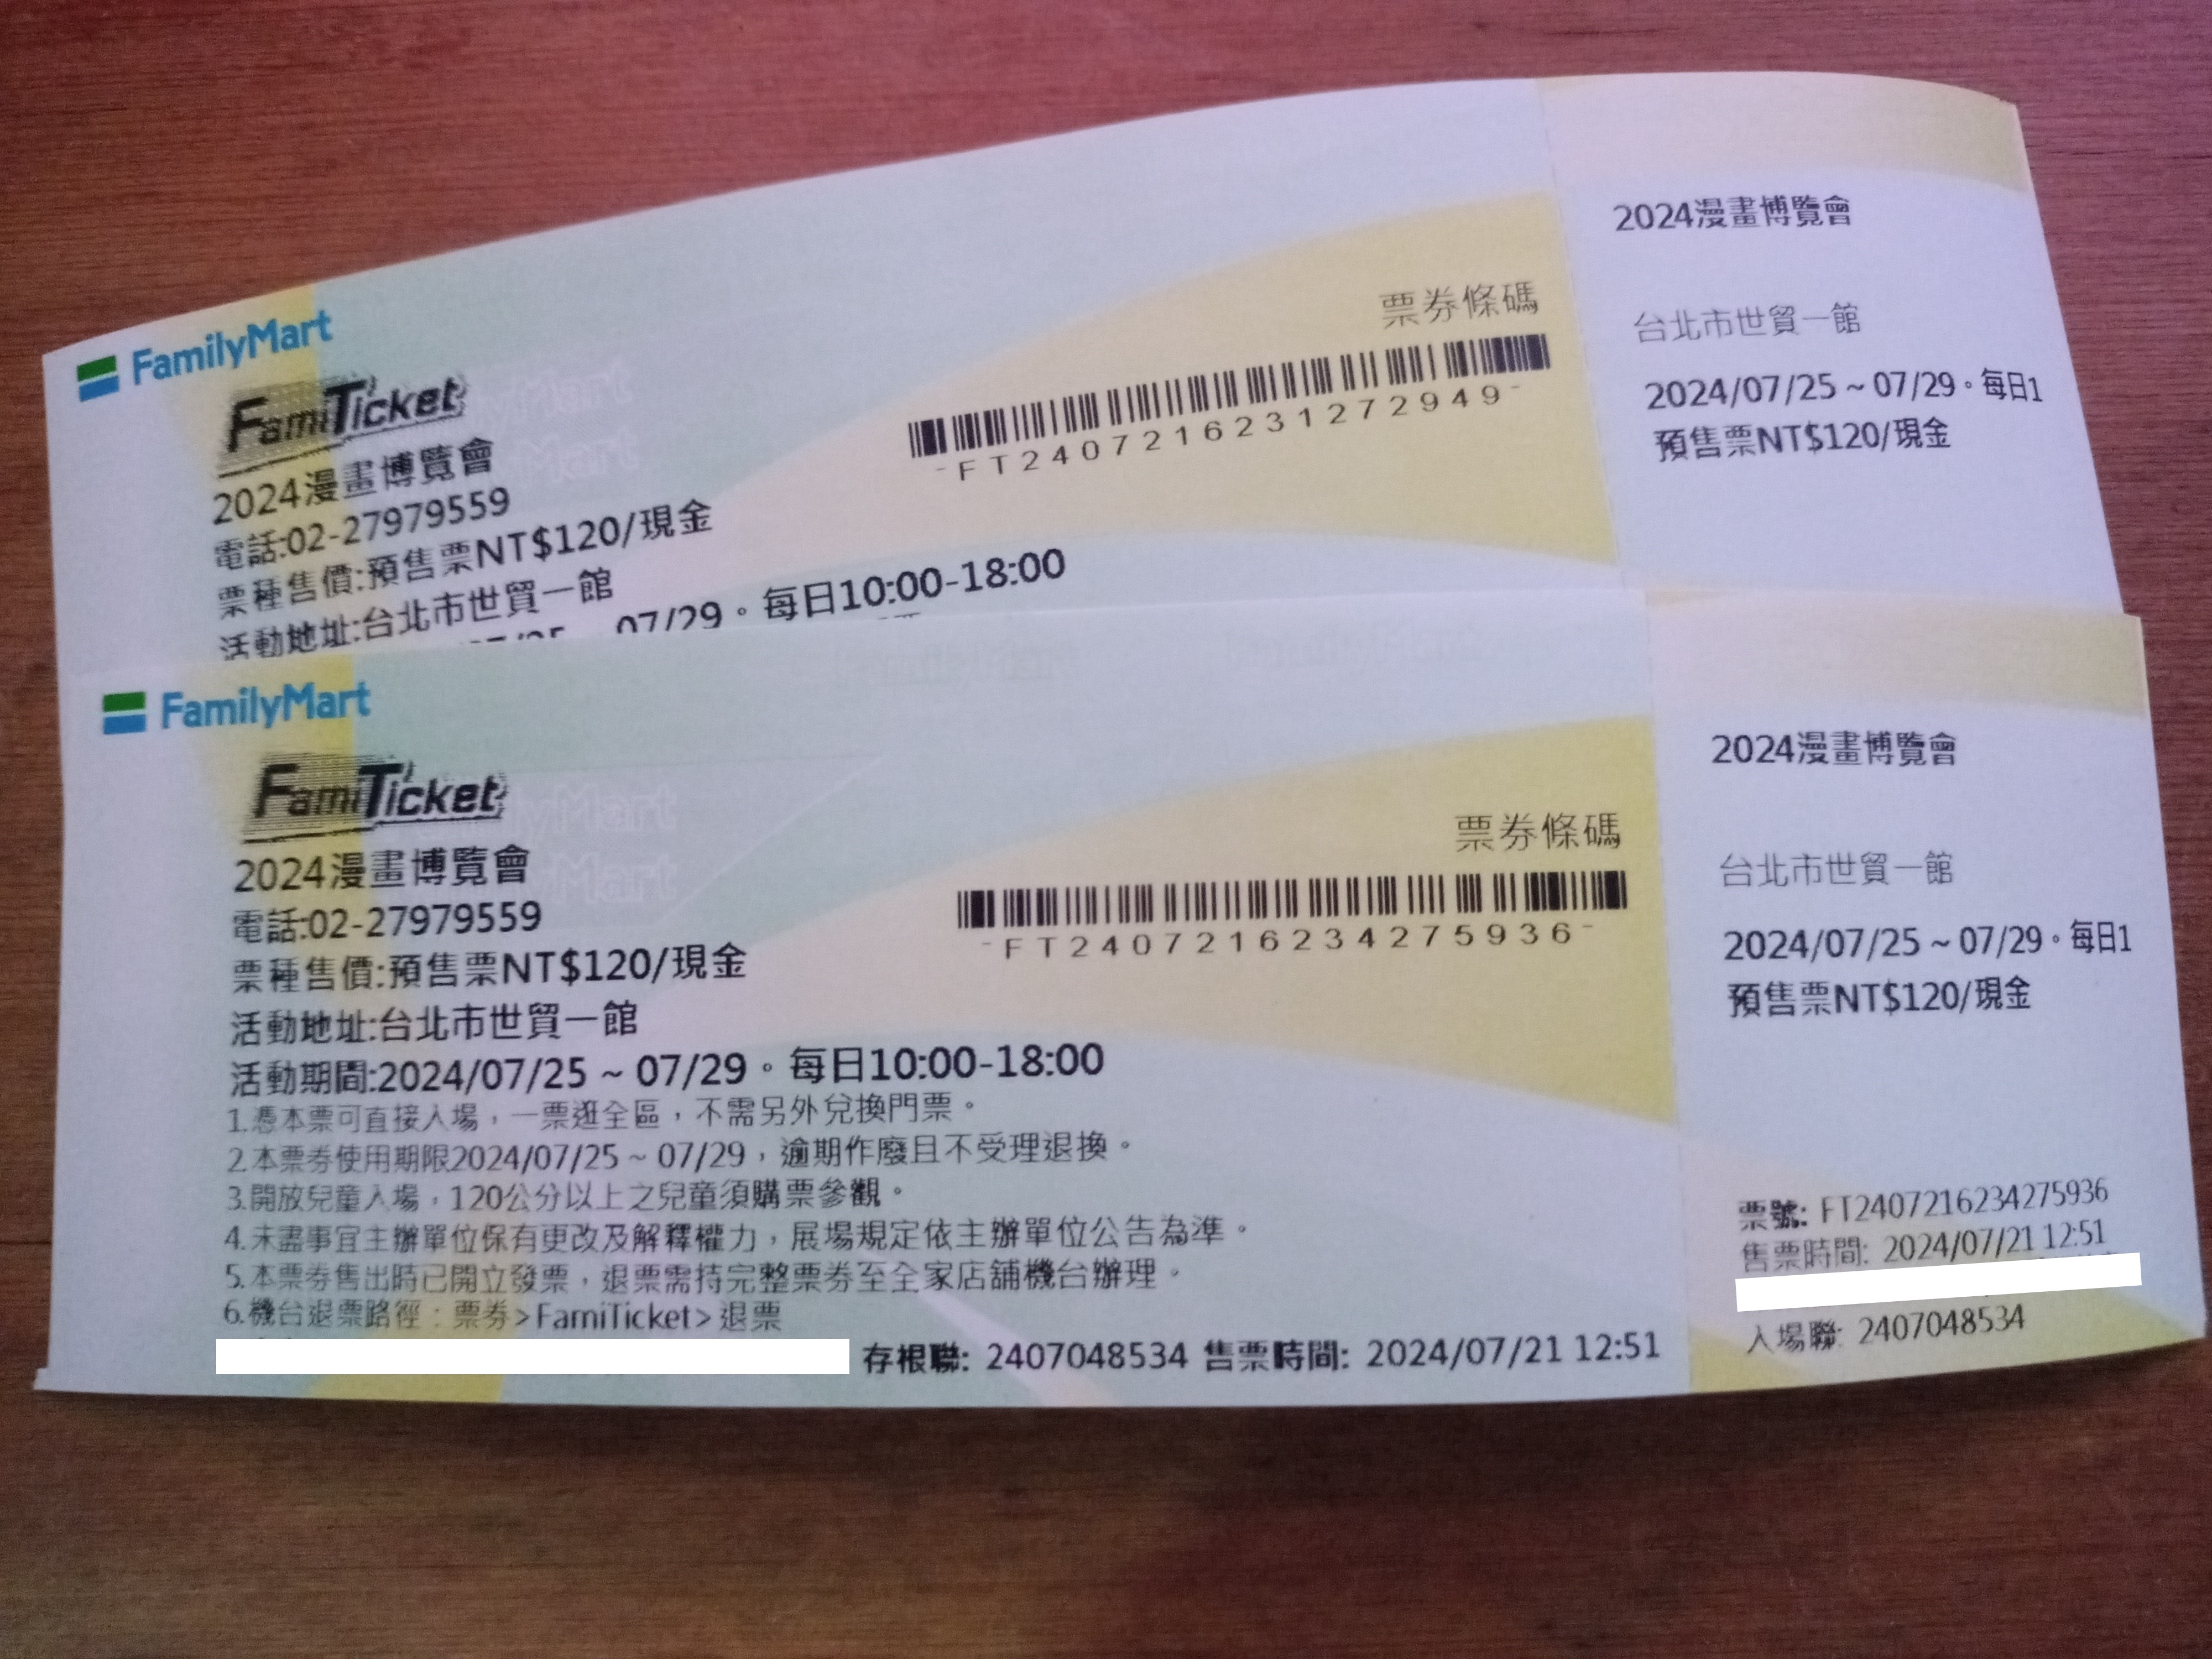 FamilyMart
FamiTicket
2024漫畫博覽會
電話:02-27979559
票種售價:預售票NT$120/現金
活動地址:台北市世貿一館
07/25 ~ 07/29。每日10:00-18:00
票券條碼
-FT2407216231272949-
2024漫畫博覽會
台北市世貿一館
2024/07/25 ~ 07/29。每日1
預售票NT$120/現金
FamilyMart
FamiTicket
2024漫畫博覽會
電話:02-27979559
票種售價:預售票NT$120/現金
活動地址:台北市世貿一館
活動期間:2024/07/25 ~ 07/29。每日10:00-18:00
1.憑本票可直接入場，一票逛全區，不需另外兌換門票。
2.本票券使用期限2024/07/25 ~ 07/29，逾期作廢且不受理退換。
3.開放兒童入場，120公分以上之兒童須購票參觀。
4.未盡事宜主辦單位保有更改及解釋權力，展場規定依主辦單位公告為準。
5.本票券售出時已開立發票，退票需持完整票券至全家店舖機台辦理。
6.機台退票路徑：票券>FamiTicket>退票
存根聯: 2407048534 售票時間: 2024/07/21 12:51
票券條碼
-FT2407216234275936-
2024漫畫博覽會
台北市世貿一館
2024/07/25 ~ 07/29。每日1
預售票NT$120/現金
票號: FT2407216234275936
售票時間: 2024/07/21 12:51
入場聯: 2407048534